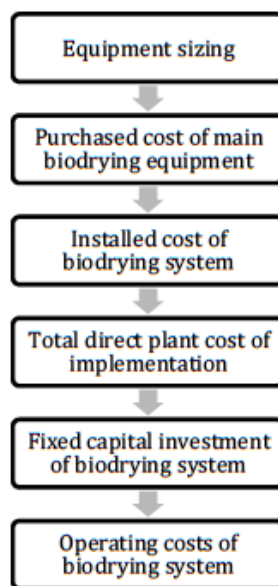 Equipment sizing
Purchased cost of main
biodrying equipment
Installed cost of
biodrying system
Total direct plant cost of
implementation
Fixed capital investment
of biodrying system
Operating costs of
biodrying system